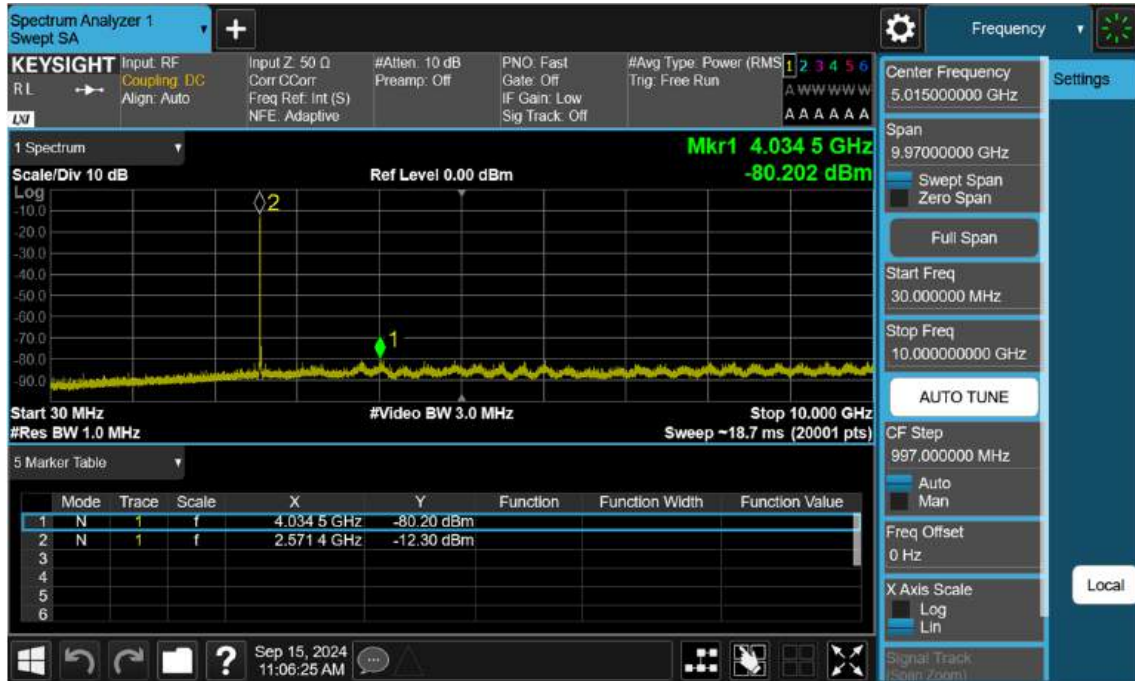 Spectrum Analyzer 1
Swept SA
Frequency
KEYSIGHT
RL
LXI
Input: RF
Coupling: DC
Align: Auto
Input Z: 50 Ω
Corr CCorr
Freq Ref: Int (S)
NFE: Adaptive
#Atten: 10 dB
Preamp: Off
PNO: Fast
Gate: Off
IF Gain: Low
Sig Track: Off
#Avg Type: Power (RMS
Trig: Free Run
1 2 3 4 5 6
A W W W W W
A A A A A A
1 Spectrum
Mkr1 4.034 5 GHz
-80.202 dBm
Scale/Div 10 dB
Ref Level 0.00 dBm
Log
-10.0
-20.0
-30.0
-40.0
-50.0
-60.0
-70.0
-80.0
-90.0
2
1
Start 30 MHz
#Video BW 3.0 MHz
Stop 10.000 GHz
#Res BW 1.0 MHz
Sweep ~18.7 ms (20001 pts)
5 Marker Table
Mode Trace Scale X Y Function Function Width Function Value
1 N 1 f 4.034 5 GHz -80.20 dBm
2 N 1 f 2.571 4 GHz -12.30 dBm
3
4
5
6
?
Sep 15, 2024
11:06:25 AM
Center Frequency
5.015000000 GHz
Span
9.97000000 GHz
Swept Span
Zero Span
Full Span
Start Freq
30.000000 MHz
Stop Freq
10.000000000 GHz
AUTO TUNE
CF Step
997.000000 MHz
Auto
Man
Freq Offset
0 Hz
X Axis Scale
Log
Lin
Signal Track
(Span Zoom)
Settings
Local